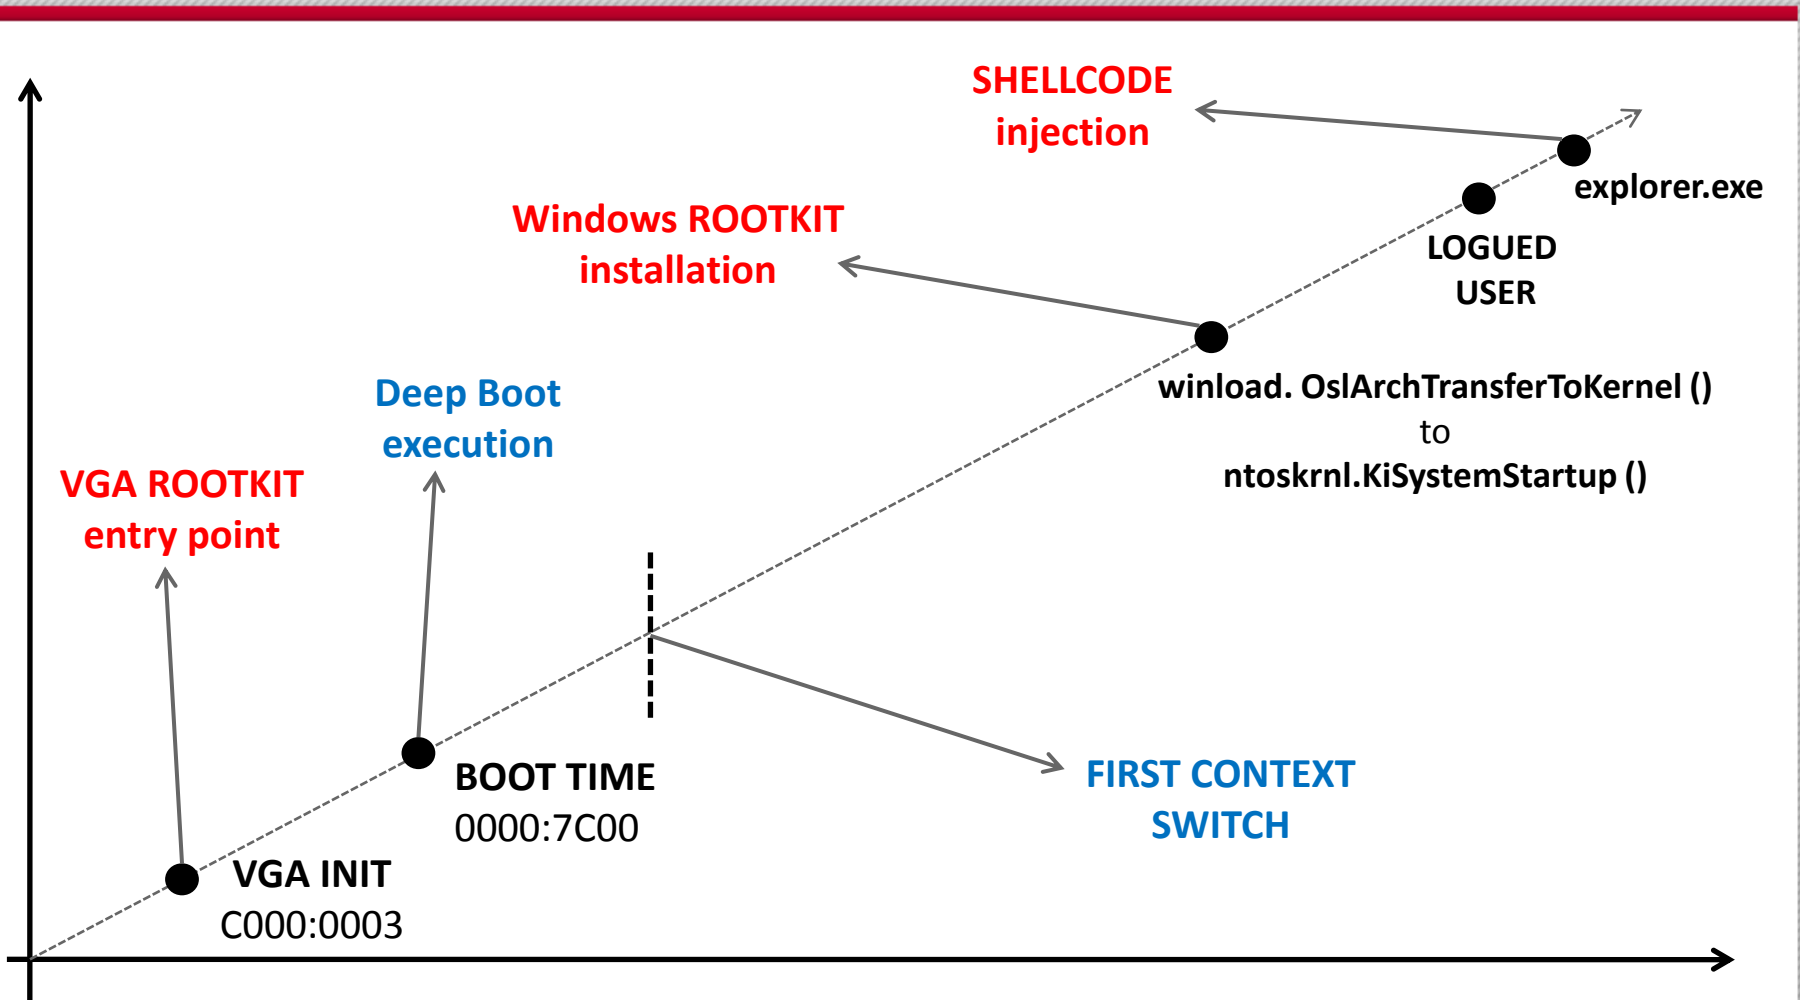 SHELLCODE
injection
explorer.exe
Windows ROOTKIT
installation
LOGUED
USER
winload. OslArchTransferToKernel ()
to
ntoskrnl.KiSystemStartup ()
Deep Boot
execution
VGA ROOTKIT
entry point
BOOT TIME
0000:7C00
FIRST CONTEXT
SWITCH
VGA INIT
C000:0003